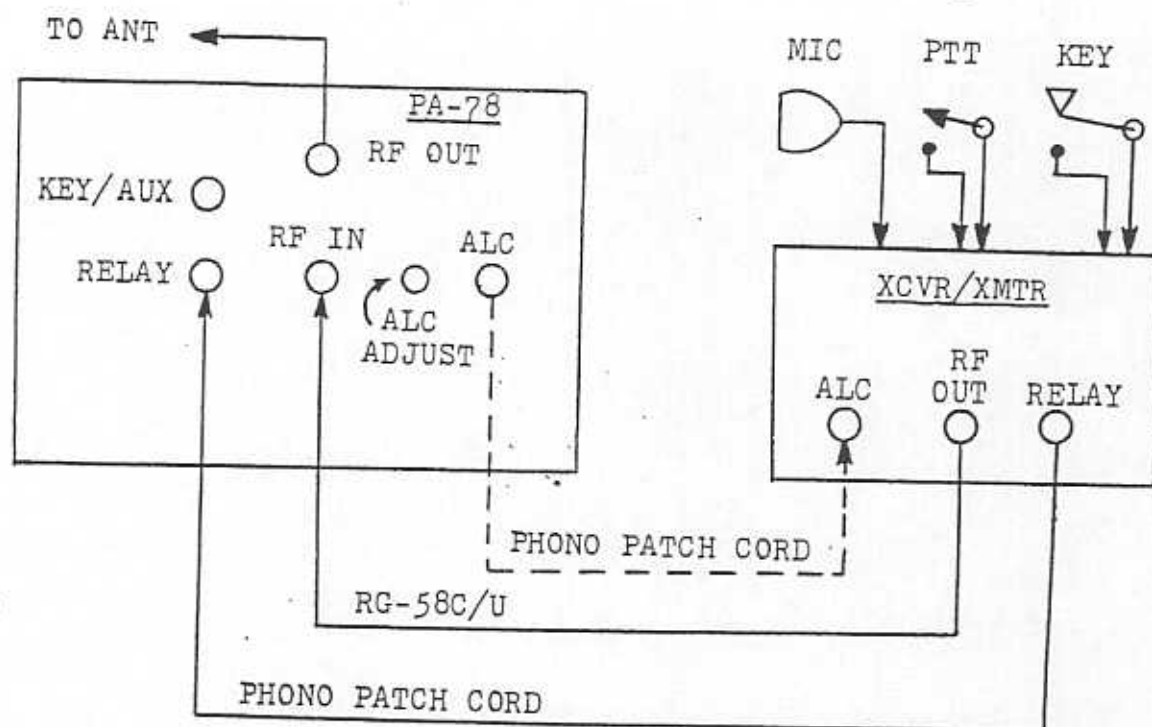 TO ANT
MIC
PTT
KEY
PA-78
RF OUT
KEY/AUX
RF IN
ALC
RELAY
ALC
ADJUST
XCVR/XMTR
ALC
RF
OUT
RELAY
PHONO PATCH CORD
RG-58C/U
PHONO PATCH CORD